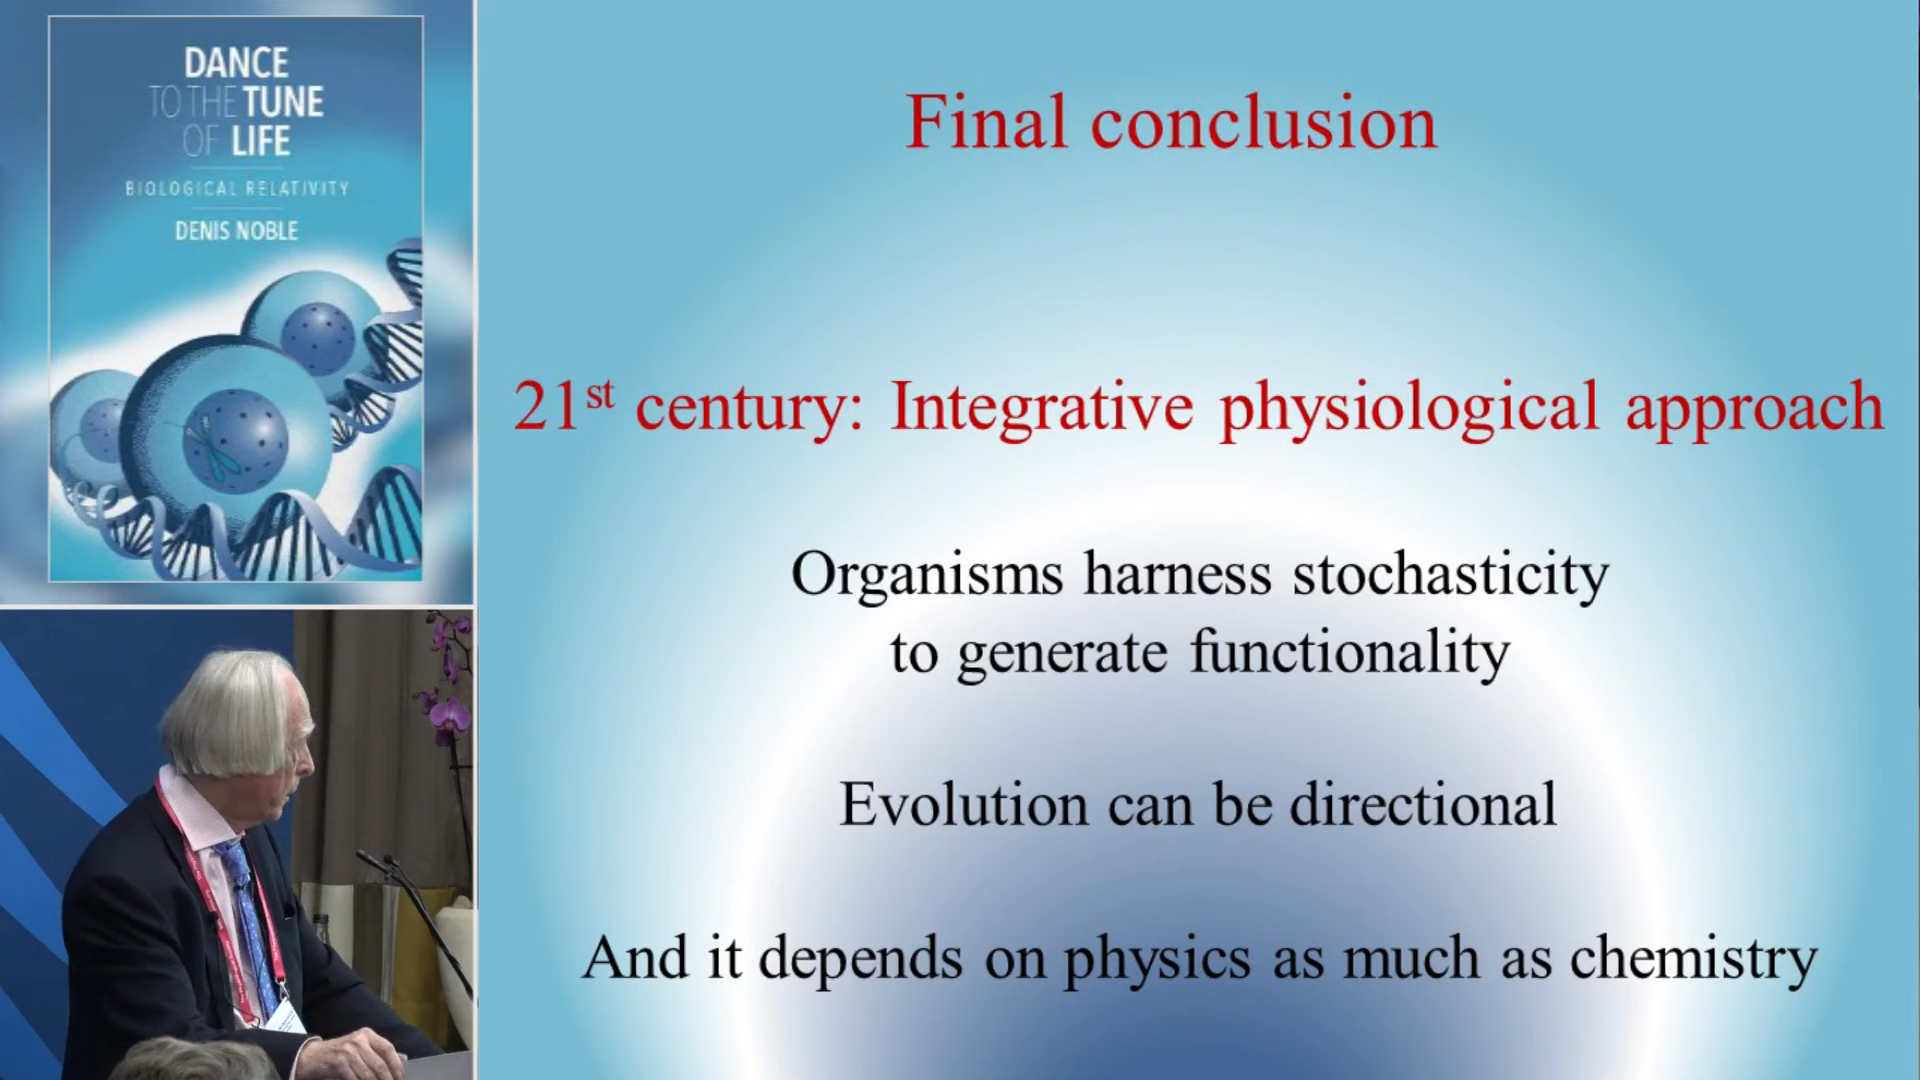 DANCE
TO THE TUNE
OF LIFE
BIOLOGICAL RELATIVITY
DENIS NOBLE
Final conclusion
21st century: Integrative physiological approach
Organisms harness stochasticity
to generate functionality
Evolution can be directional
And it depends on physics as much as chemistry